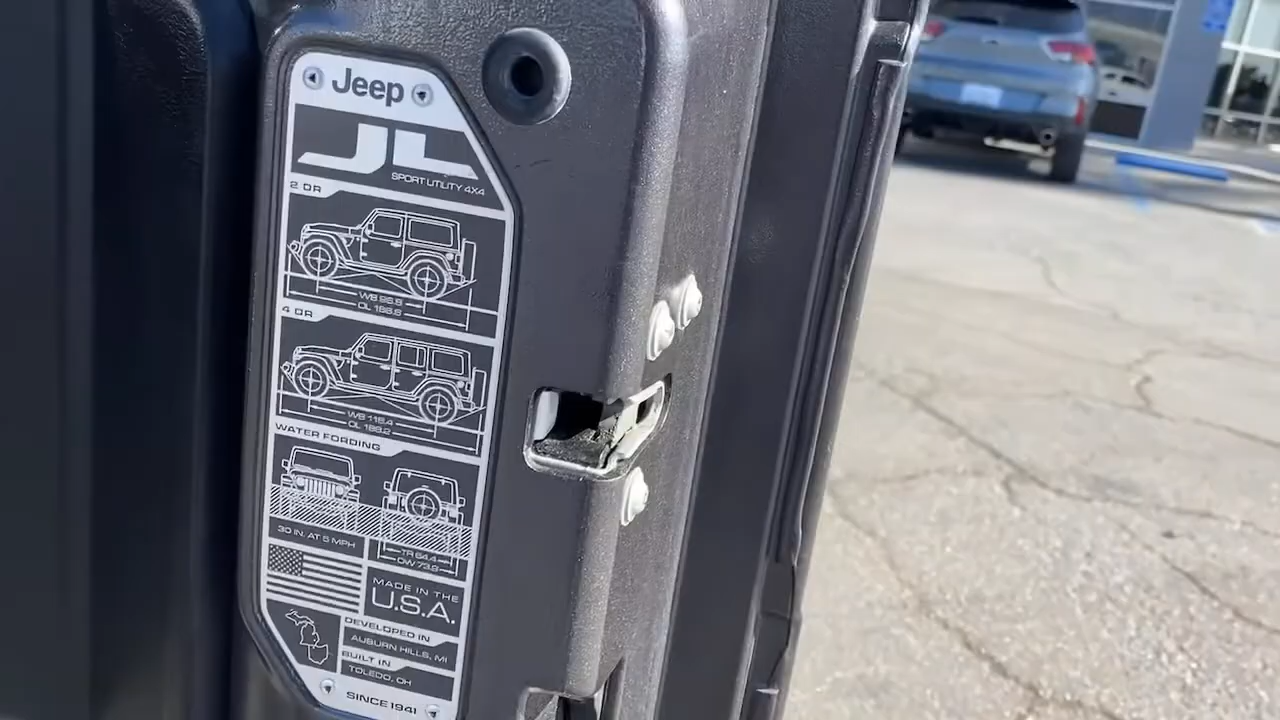 Jeep
JL
SPORT UTILITY 4X4
2 DR
WB 96.8
OL 166.8
4 DR
WB 118.4
OL 188.2
WATER FORDING
30 IN. AT 5 MPH
TR 64.4
OW 73.8
MADE IN THE
U.S.A.
DEVELOPED IN
AUBURN HILLS, MI
BUILT IN
TOLEDO, OH
SINCE 1941